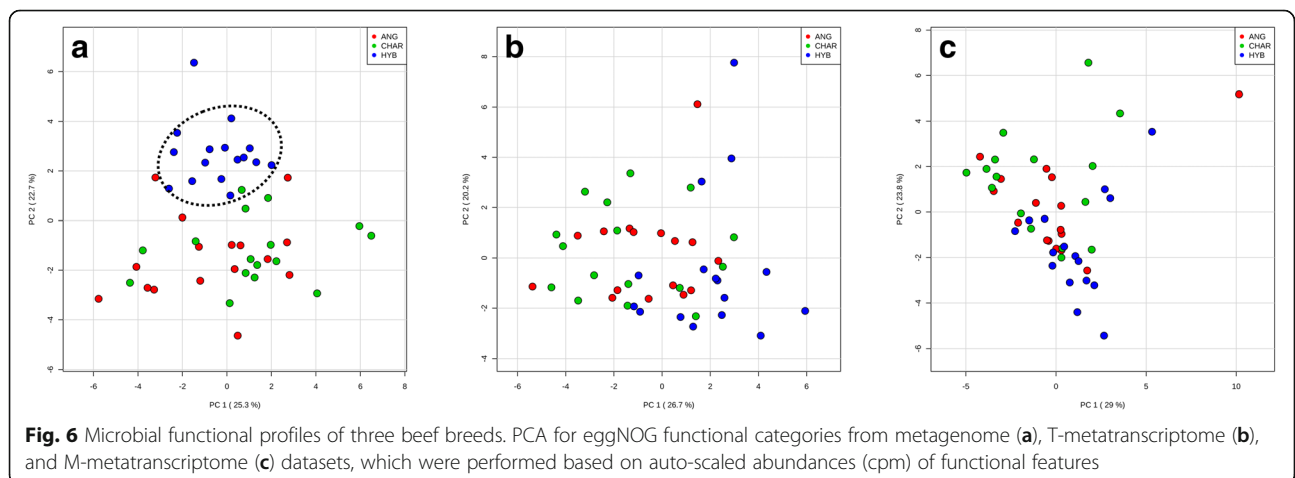 a
ANG
CHAR
HYB
6
4
2
0
-2
-4
-6
PC 2 ( 22.7 %)
-6
-4
-2
0
2
4
6
8
PC 1 ( 25.3 %)
b
ANG
CHAR
HYB
8
6
4
2
0
-2
-4
PC 2 ( 20.2 %)
-6
-4
-2
0
2
4
6
PC 1 ( 26.7 %)
c
ANG
CHAR
HYB
8
6
4
2
0
-2
-4
-6
PC 2 ( 23.8 %)
-5
0
5
10
PC 1 ( 29 %)
Fig. 6 Microbial functional profiles of three beef breeds. PCA for eggNOG functional categories from metagenome (a), T-metatranscriptome (b),
and M-metatranscriptome (c) datasets, which were performed based on auto-scaled abundances (cpm) of functional features